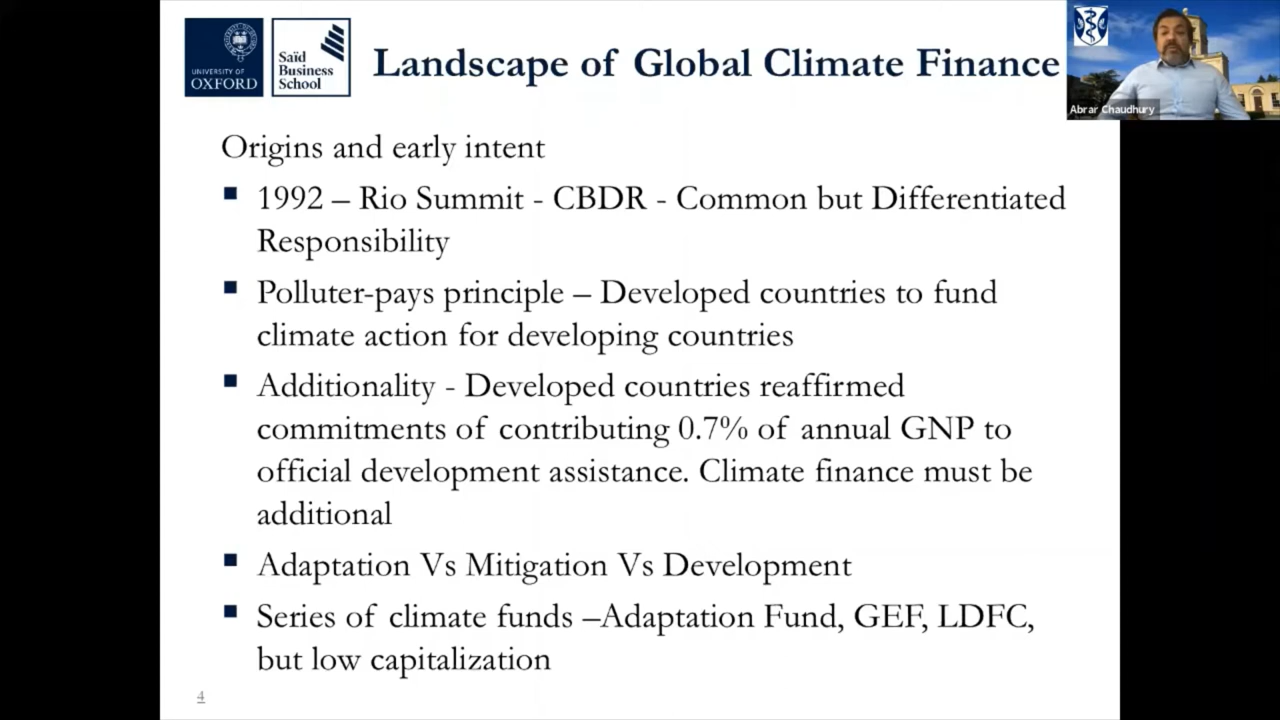 UNIVERSITY OF
OXFORD
Saïd
Business
School
Landscape of Global Climate Finance
Abrar Chaudhury
Origins and early intent
1992 – Rio Summit - CBDR - Common but Differentiated
Responsibility
Polluter-pays principle – Developed countries to fund
climate action for developing countries
Additionality - Developed countries reaffirmed
commitments of contributing 0.7% of annual GNP to
official development assistance. Climate finance must be
additional
Adaptation Vs Mitigation Vs Development
Series of climate funds –Adaptation Fund, GEF, LDFC,
but low capitalization
4